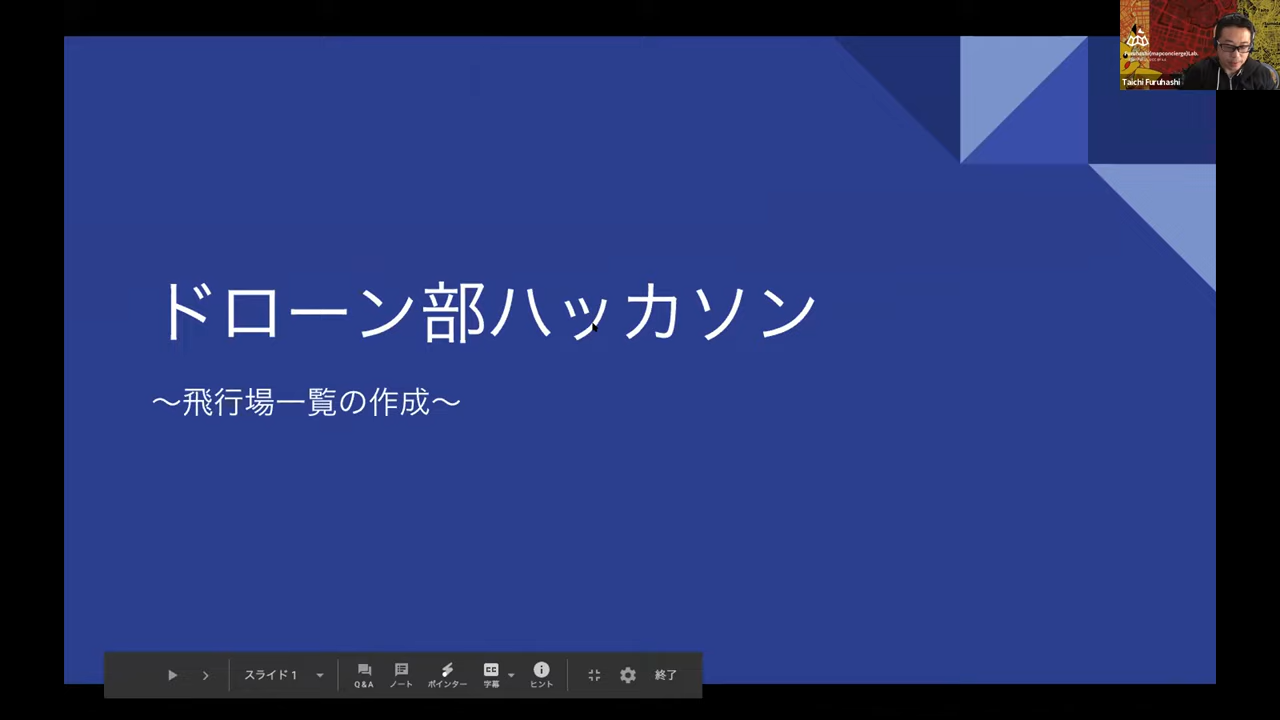 ドローン部ハッカソン
～飛行場一覧の作成～
(mapconcierge)Lab.
Taichi Furuhashi
スライド 1
Q&A
ノート
ポインター
字幕
ヒント
終了